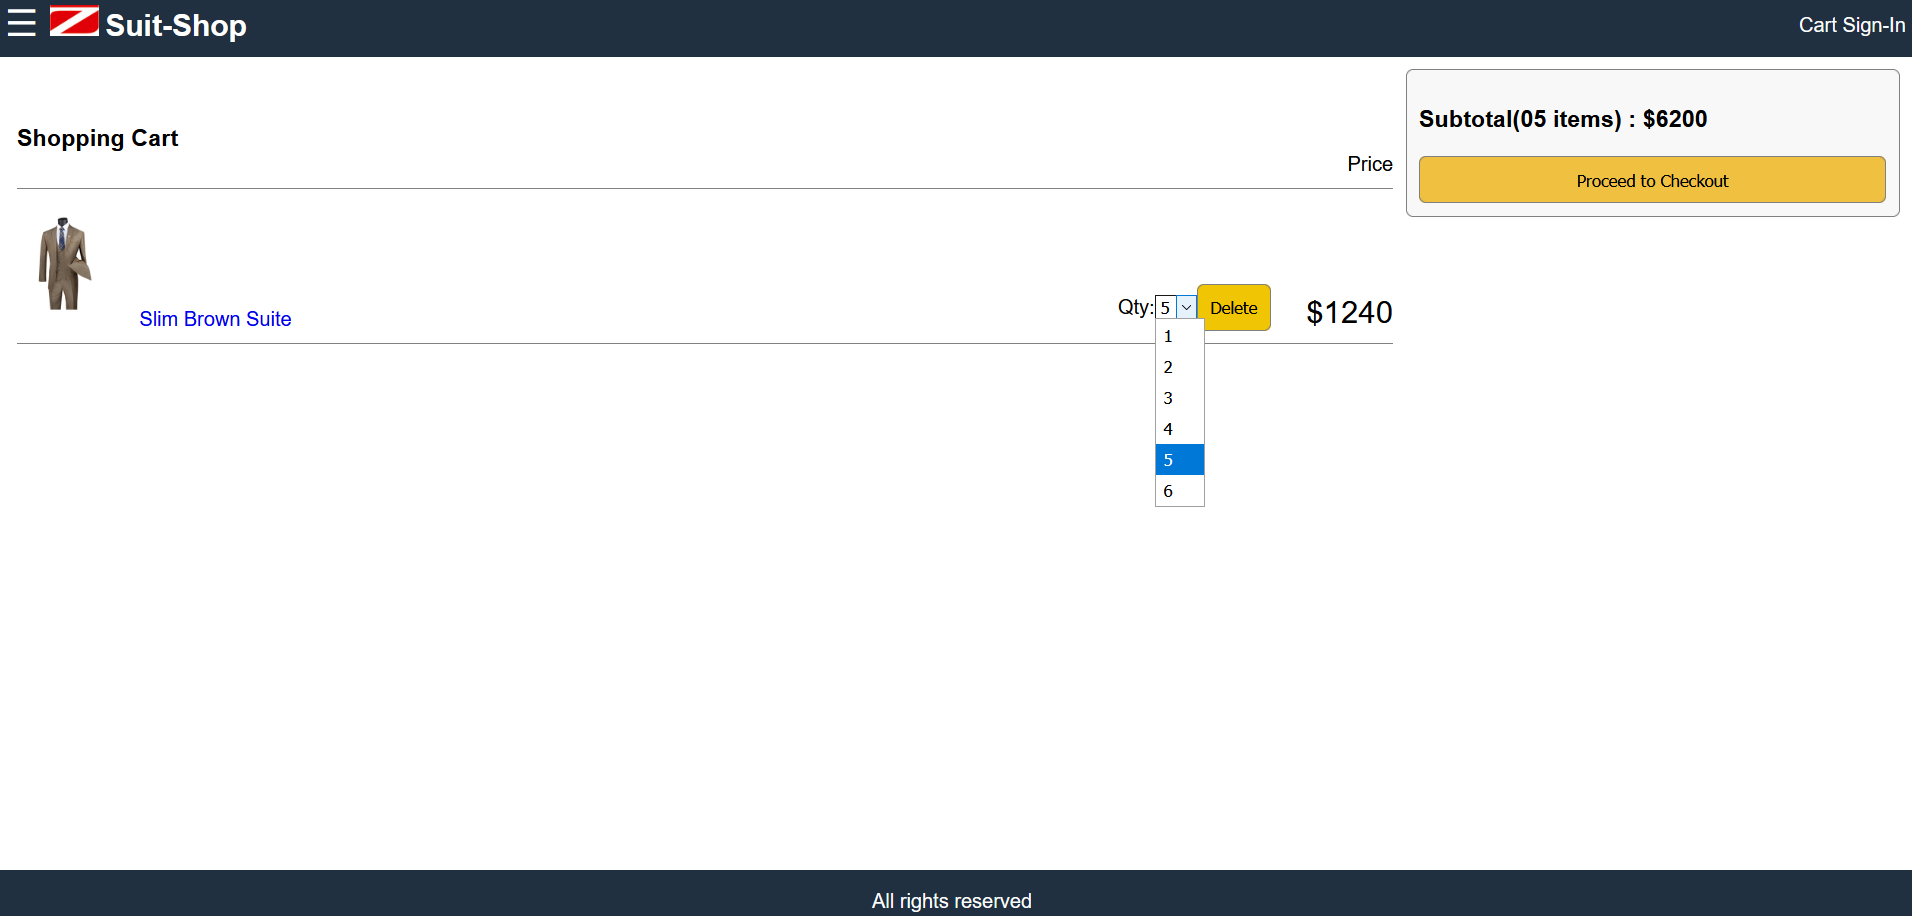 ☰ Suit-Shop
Cart Sign-In
Shopping Cart
Price
Slim Brown Suite
Qty: 5
Delete
$1240
1
2
3
4
5
6
Subtotal(05 items) : $6200
Proceed to Checkout
All rights reserved